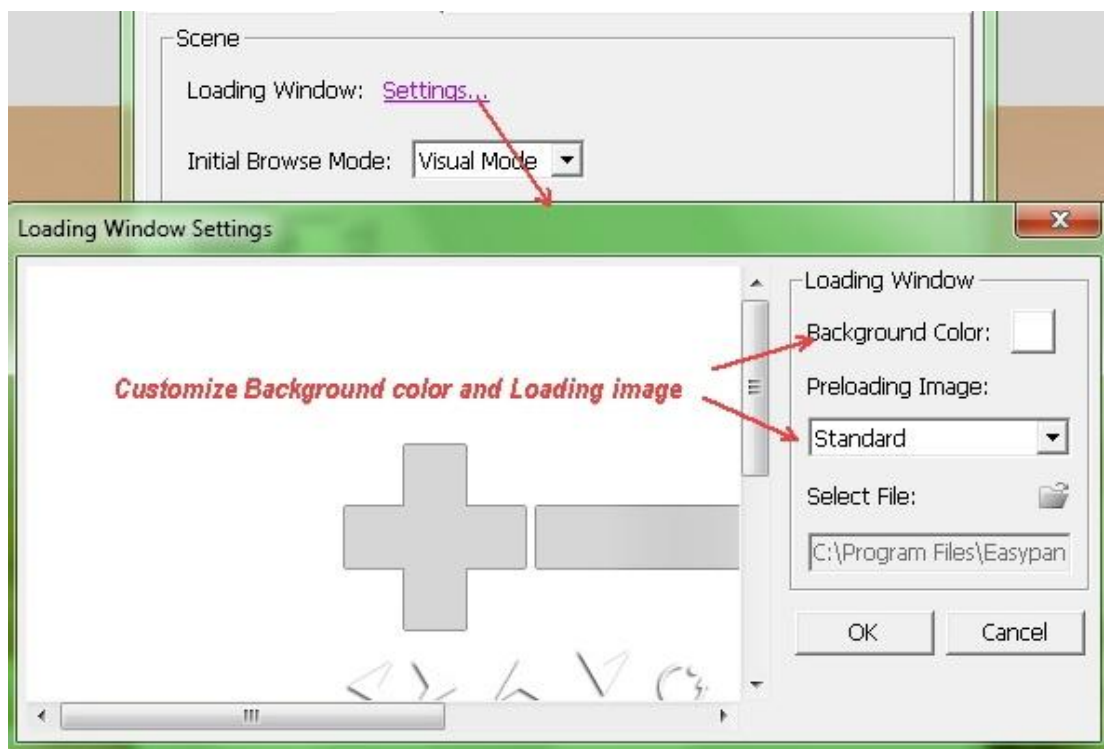 Scene
Loading Window: Settings...
Initial Browse Mode: Visual Mode
Loading Window Settings
Loading Window
Background Color:
Customize Background color and Loading image
Preloading Image:
Standard
Select File:
C:\Program Files\Easypan
OK Cancel